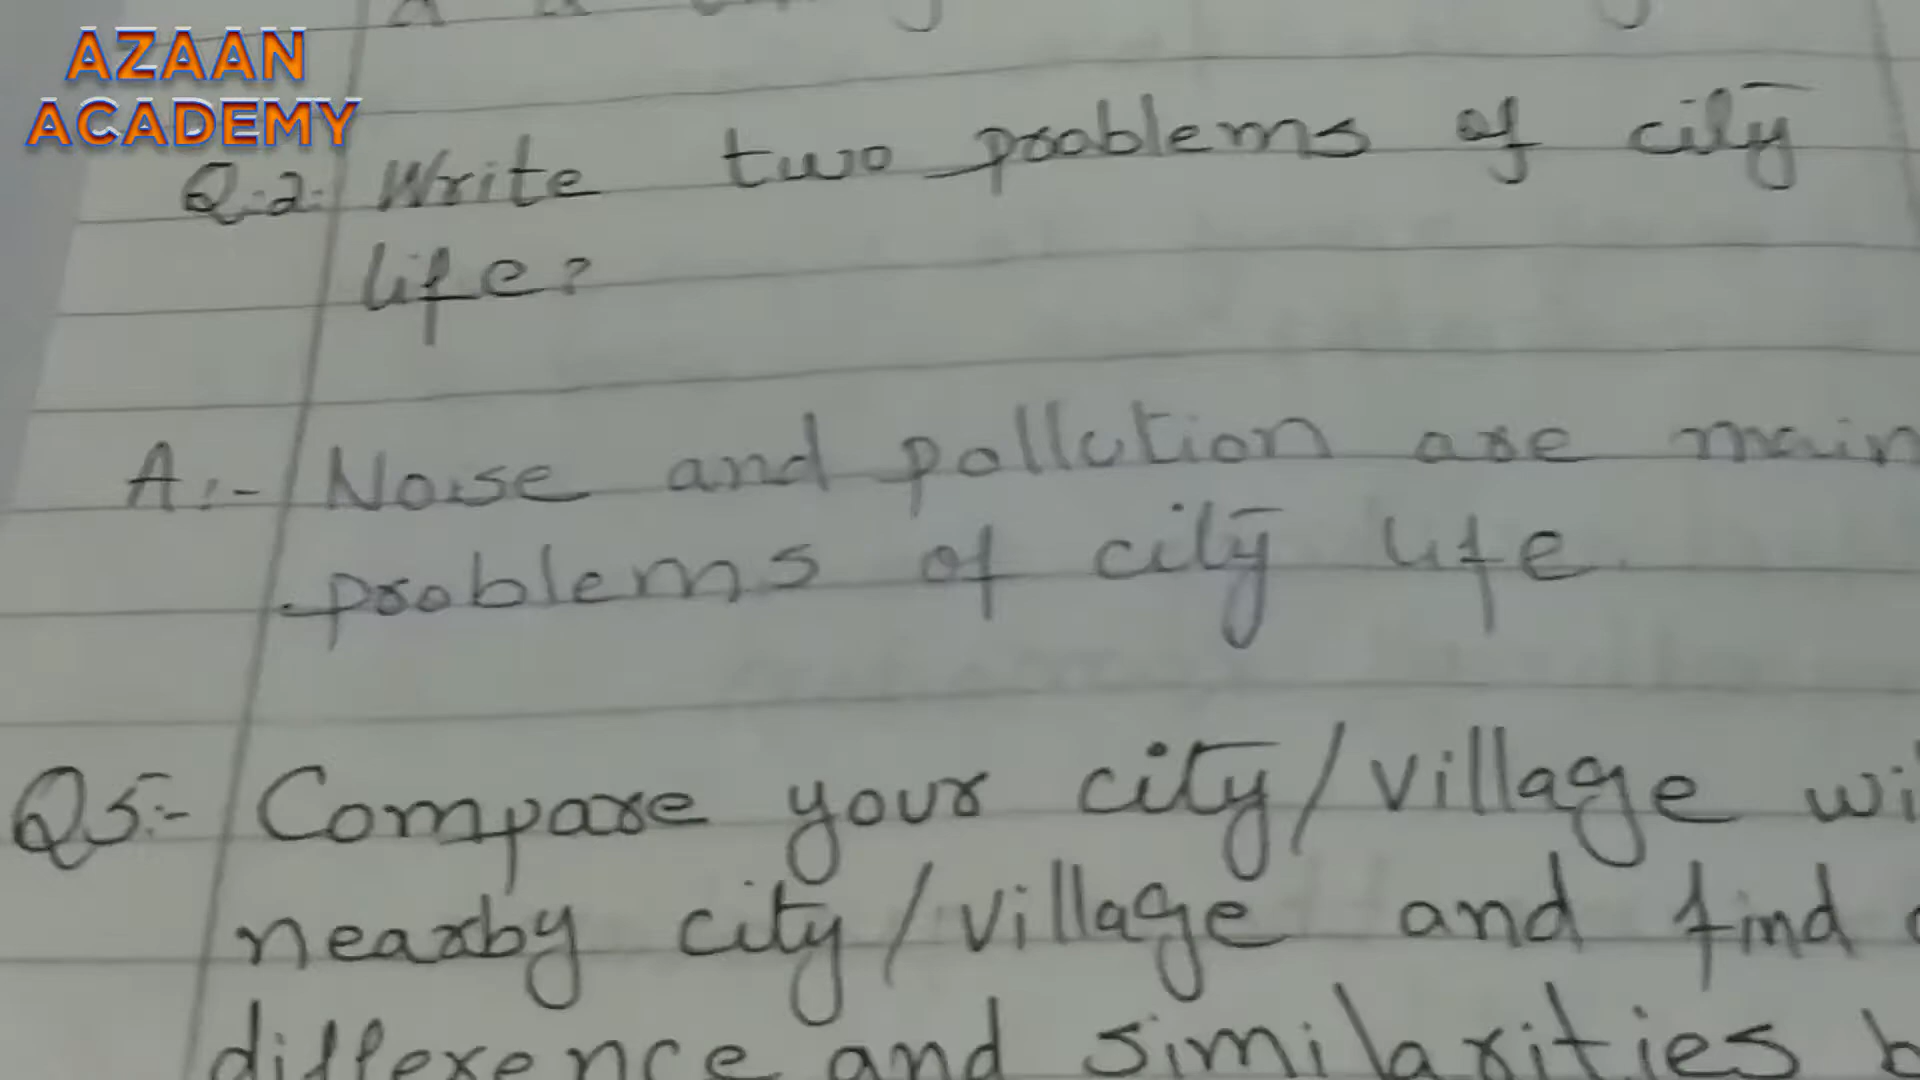 AZAAN
ACADEMY
Q.2. Write two problems of city
life?
A:- Noise and pollution are main
problems of city life.
Q5:- Compare your city/village
nearby city/village and find
difference and similarities